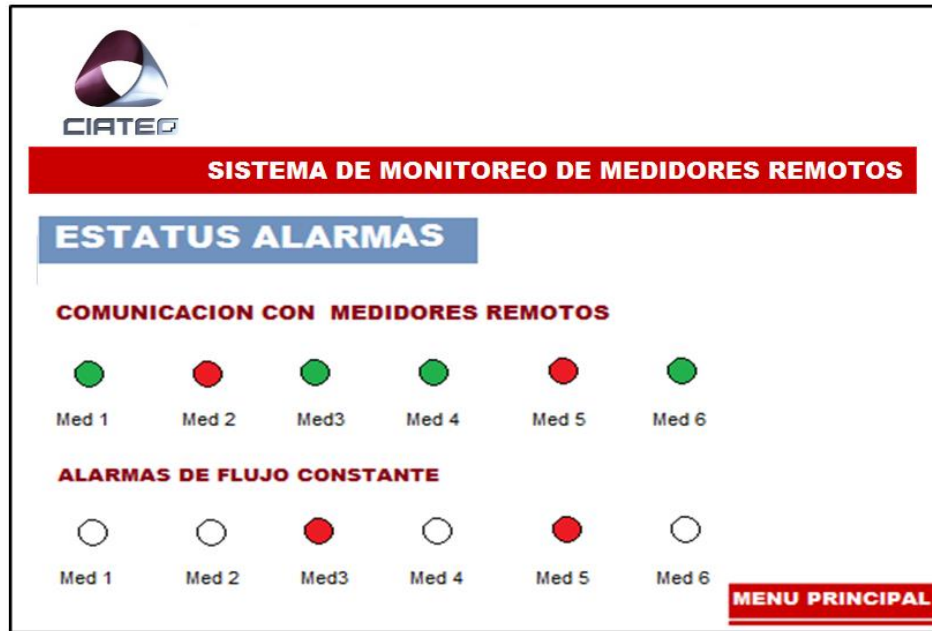 CIATEQ
SISTEMA DE MONITOREO DE MEDIDORES REMOTOS
ESTATUS ALARMAS
COMUNICACION CON MEDIDORES REMOTOS
Med 1 Med 2 Med3 Med 4 Med 5 Med 6
ALARMAS DE FLUJO CONSTANTE
Med 1 Med 2 Med3 Med 4 Med 5 Med 6
MENU PRINCIPAL